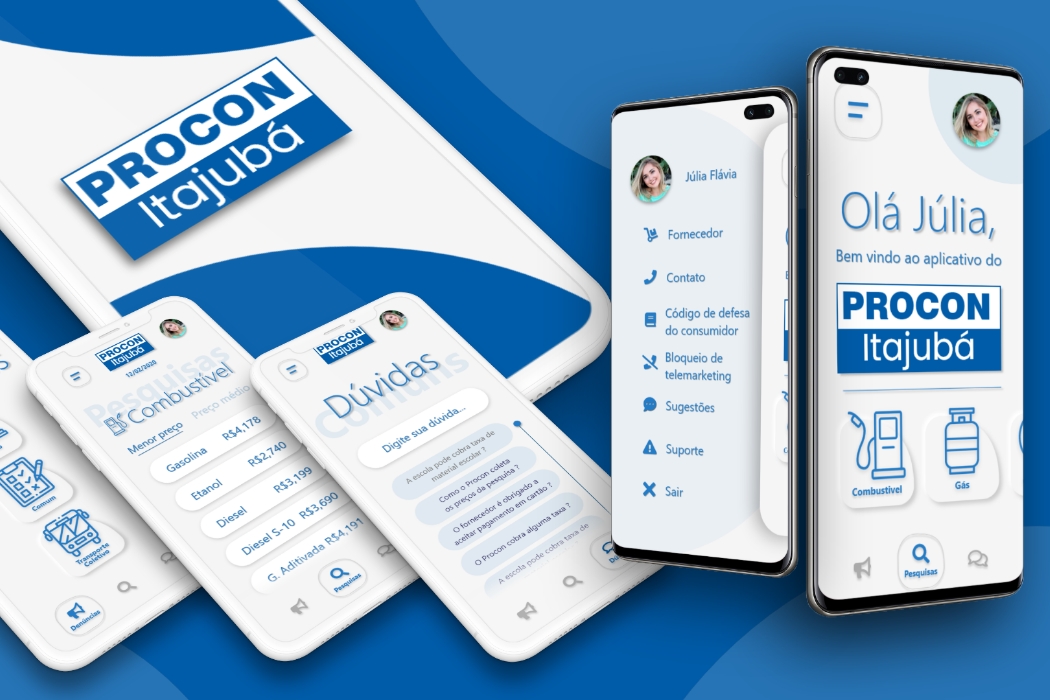 PROCON
Itajubá
Comum
Transporte
Coletivo
Denúncias
PROCON
Itajubá
12/02/2020
Pesquisas
Combustível
Menor preço
Preço médio
Gasolina R$4,178
Etanol R$2,740
Diesel R$3,199
Diesel S-10 R$3,690
G. Aditivada R$4,191
Pesquisas
PROCON
Itajubá
Dúvidas
Comuns
Digite sua dúvida...
A escola pode cobra taxa de
material escolar ?
Como o Procon coleta
os preços da pesquisa ?
O fornecedor é obrigado a
aceitar pagamento em cartão ?
O Procon cobra alguma taxa ?
A escola pode cobra taxa de
Júlia Flávia
Fornecedor
Contato
Código de defesa
do consumidor
Bloqueio de
telemarketing
Sugestões
Suporte
Sair
Olá Júlia,
Bem vindo ao aplicativo do
PROCON
Itajubá
Combustível
Gás
Pesquisas